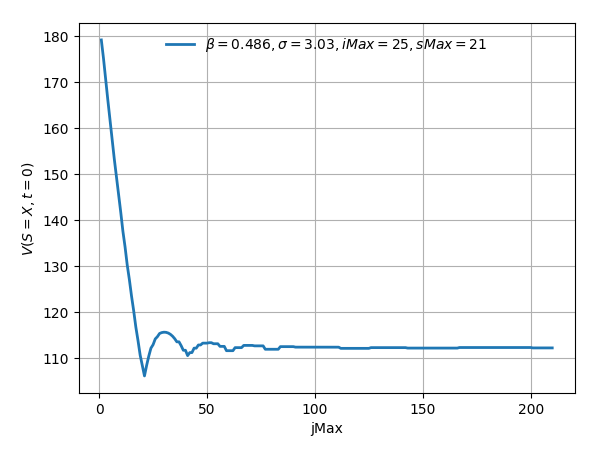 180
170
160
150
140
130
120
110
V(S = X, t = 0)
β = 0.486, σ = 3.03, iMax = 25, sMax = 21
0 50 100 150 200
jMax